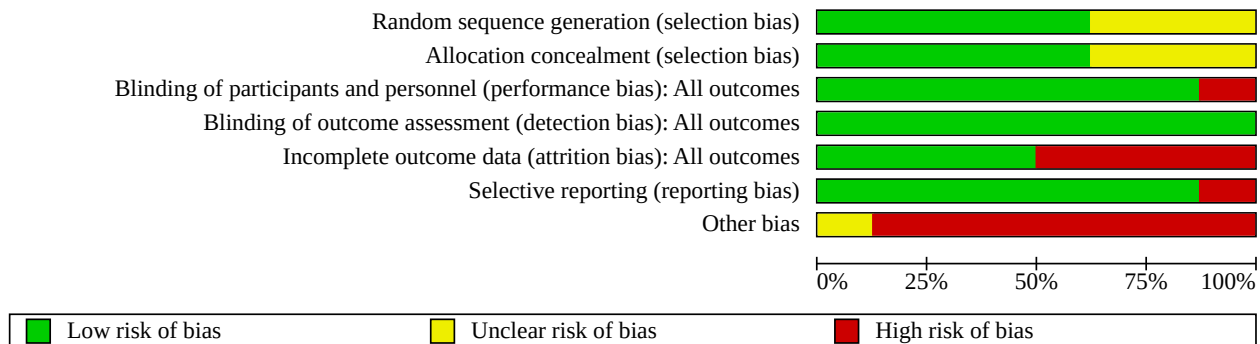 Random sequence generation (selection bias)
Allocation concealment (selection bias)
Blinding of participants and personnel (performance bias): All outcomes
Blinding of outcome assessment (detection bias): All outcomes
Incomplete outcome data (attrition bias): All outcomes
Selective reporting (reporting bias)
Other bias
0% 25% 50% 75% 100%
Low risk of bias Unclear risk of bias High risk of bias